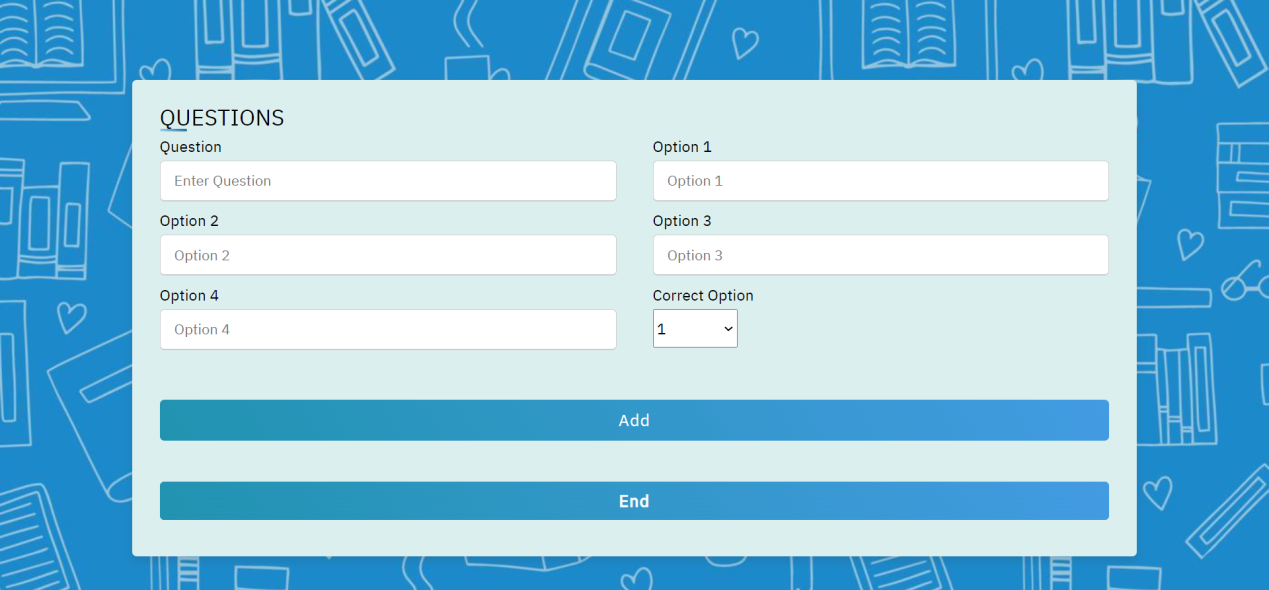 QUESTIONS
Question
Option 1
Enter Question
Option 1
Option 2
Option 3
Option 2
Option 3
Option 4
Correct Option
Option 4
1
Add
End